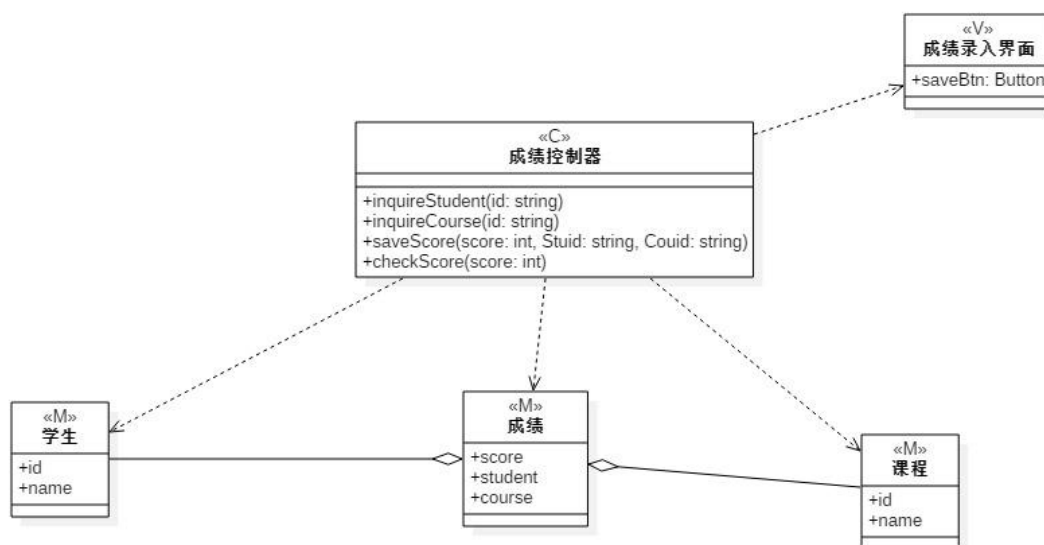 «V»
成绩录入界面
+saveBtn: Button
«C»
成绩控制器
+inquireStudent(id: string)
+inquireCourse(id: string)
+saveScore(score: int, Stuid: string, Couid: string)
+checkScore(score: int)
«M»
学生
+id
+name
«M»
成绩
+score
+student
+course
«M»
课程
+id
+name